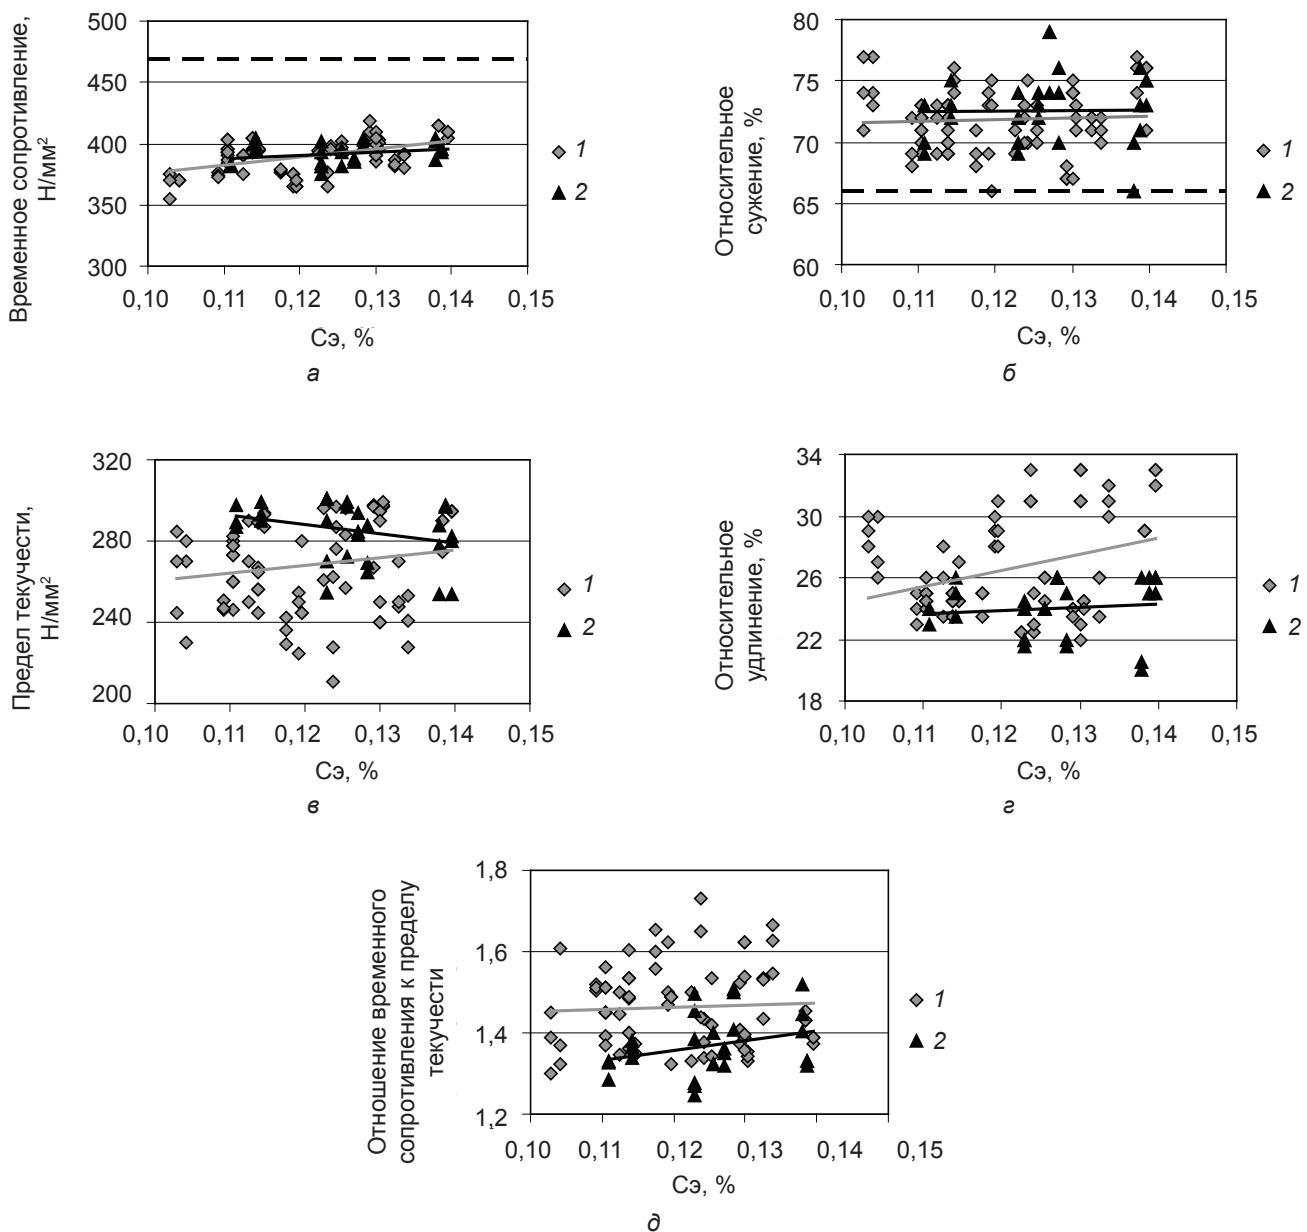 Временное сопротивление,
Н/мм²
500
450
400
350
300
0,10 0,11 0,12 0,13 0,14 0,15
Сэ, %
1
2
а
Относительное
сужение, %
80
75
70
65
60
0,10 0,11 0,12 0,13 0,14 0,15
Сэ, %
1
2
б
Предел текучести,
Н/мм²
320
280
240
200
0,10 0,11 0,12 0,13 0,14 0,15
Сэ, %
1
2
в
Относительное
удлинение, %
34
30
26
22
18
0,10 0,11 0,12 0,13 0,14 0,15
Сэ, %
1
2
г
Отношение временного
сопротивления к пределу
текучести
1,8
1,6
1,4
1,2
0,10 0,11 0,12 0,13 0,14 0,15
Сэ, %
1
2
д